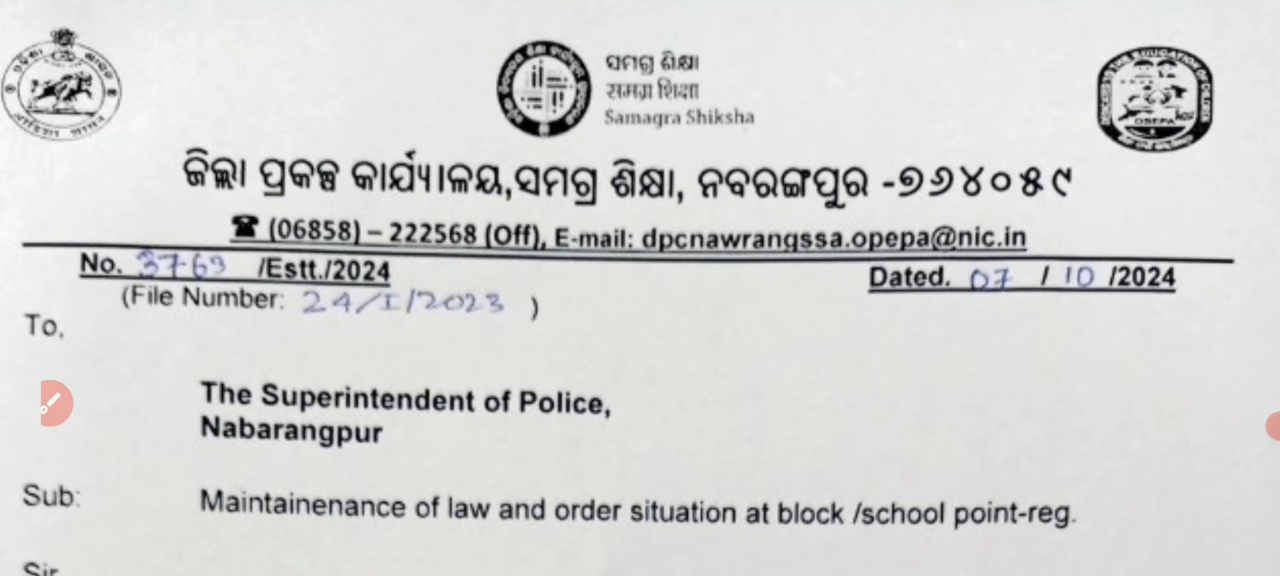 ସମଗ୍ର ଶିକ୍ଷା
समग्र शिक्षा
Samagra Shiksha
OSEPA
ଜିଲ୍ଲା ପ୍ରକଳ୍ପ କାର୍ଯ୍ୟାଳୟ,ସମଗ୍ର ଶିକ୍ଷା, ନବରଙ୍ଗପୁର -୭୬୪୦୫୯
☎ (06858) – 222568 (Off), E-mail: dpcnawrangssa.opepa@nic.in
No. 3763 /Estt./2024 Dated. 07 / 10 /2024
(File Number: 24/I/2023 )
To,
The Superintendent of Police,
Nabarangpur
Sub: Maintainenance of law and order situation at block /school point-reg.
Sir